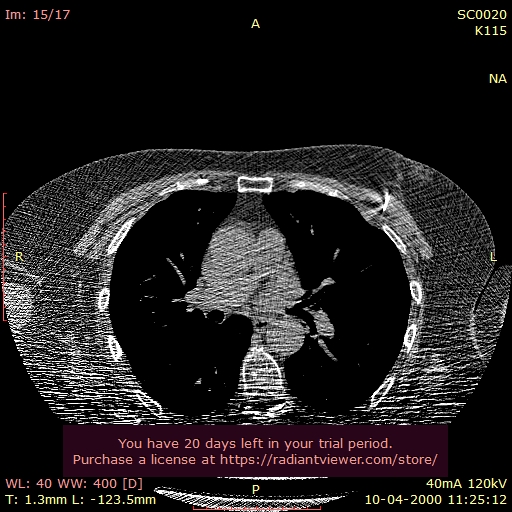 Im: 15/17
A
SC0020
K115
NA
R
L
You have 20 days left in your trial period.
Purchase a license at https://radiantviewer.com/store/
WL: 40 WW: 400 [D]
P
40mA 120kV
T: 1.3mm L: -123.5mm
10-04-2000 11:25:12